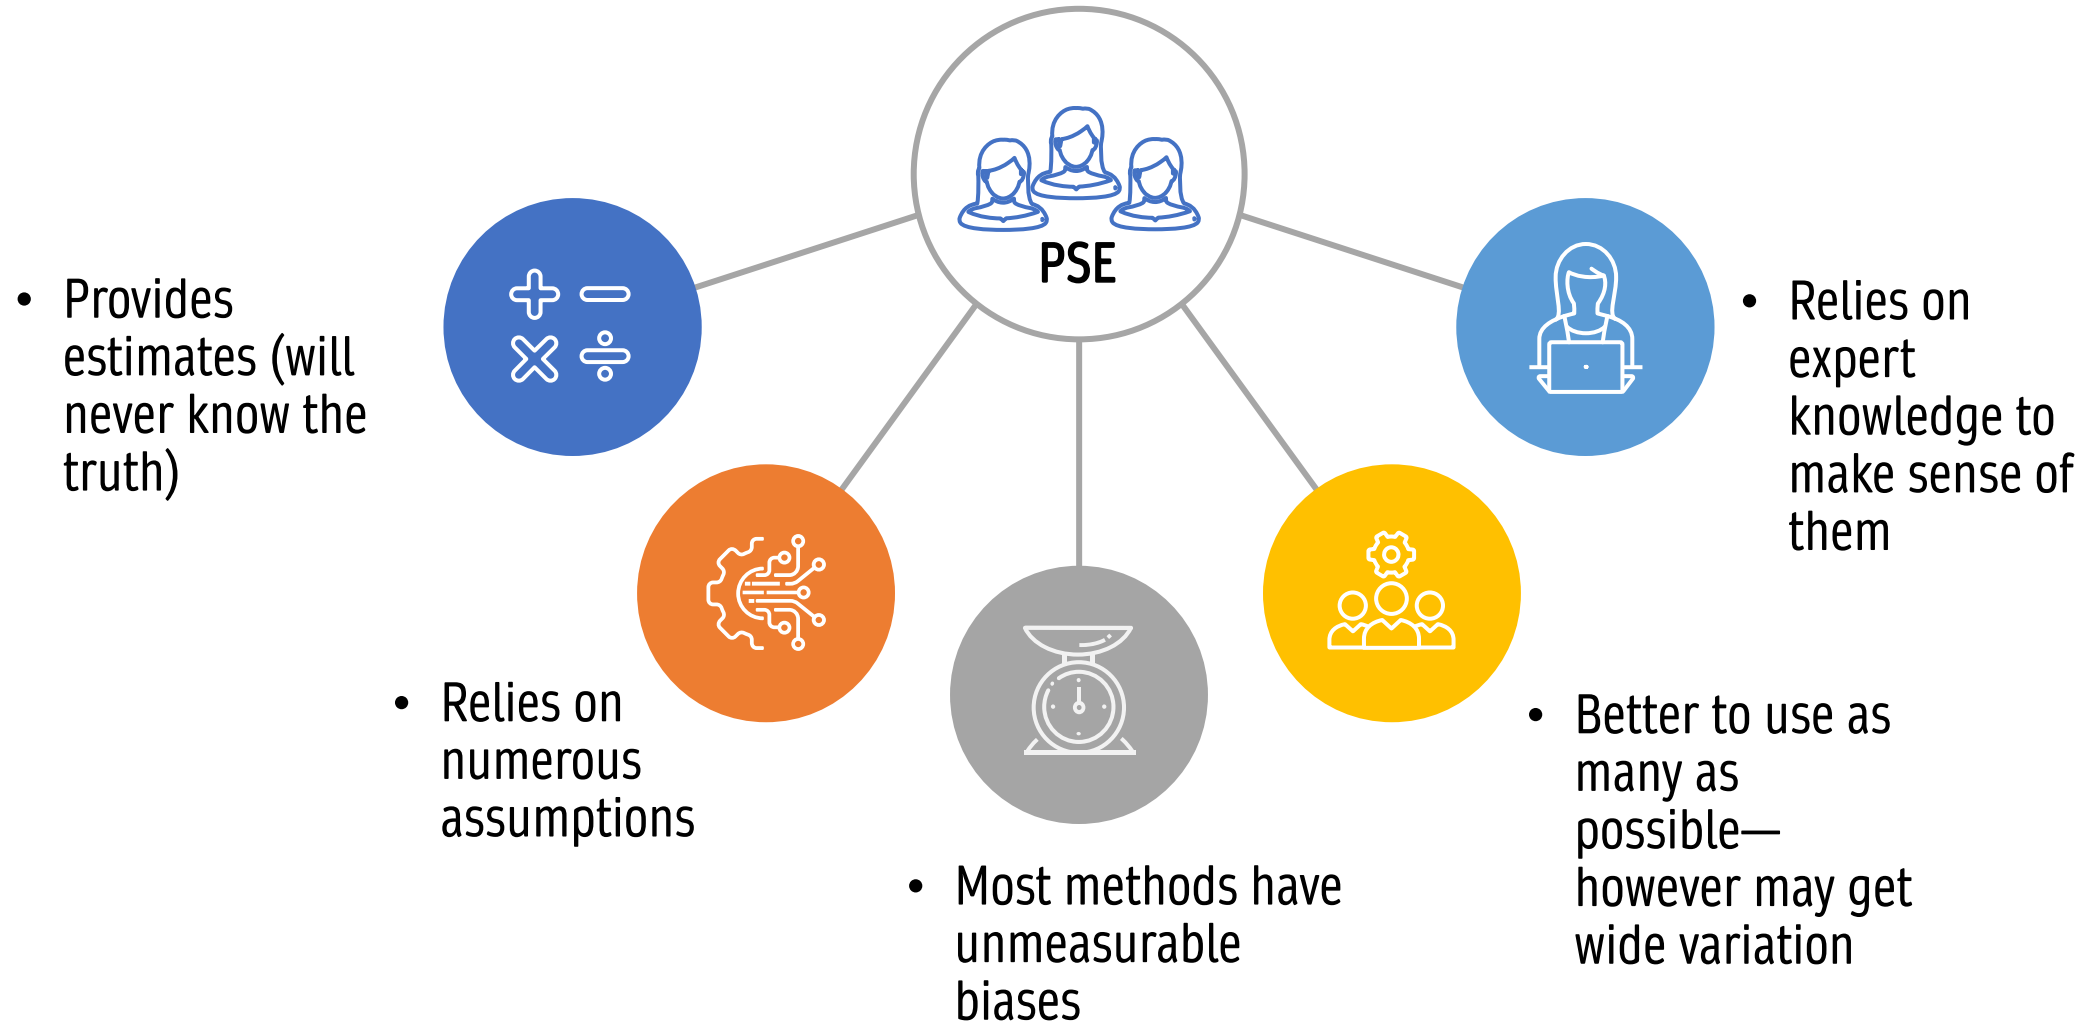 PSE
• Provides
estimates (will
never know the
truth)
• Relies on
numerous
assumptions
• Most methods have
unmeasurable
biases
• Better to use as
many as
possible—
however may get
wide variation
• Relies on
expert
knowledge to
make sense of
them